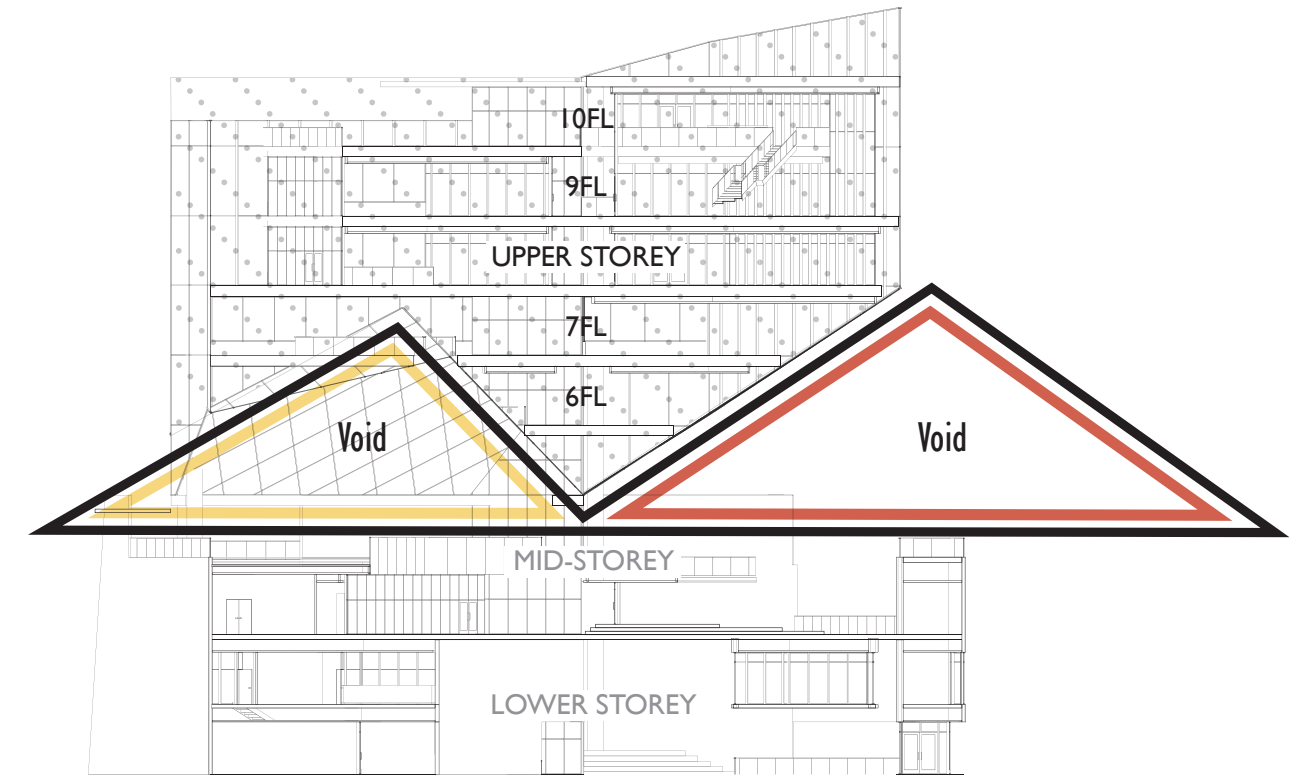 10FL
9FL
UPPER STOREY
7FL
6FL
Void
Void
MID-STOREY
LOWER STOREY